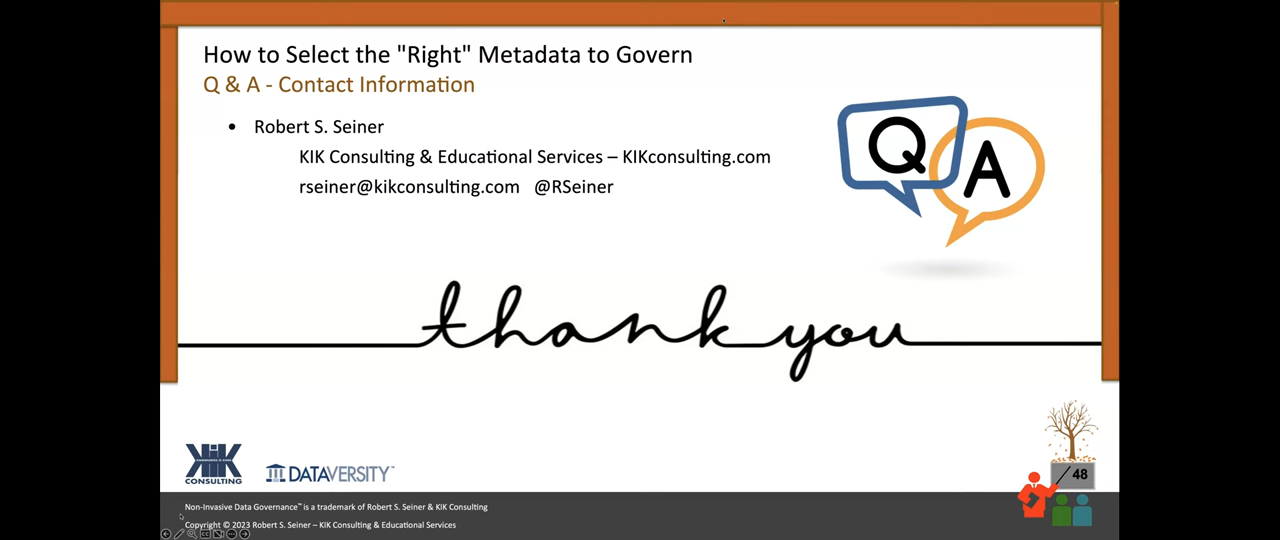 How to Select the "Right" Metadata to Govern
Q & A - Contact Information
• Robert S. Seiner
KIK Consulting & Educational Services – KIKconsulting.com
rseiner@kikconsulting.com @RSeiner
Q A
thank you
KIK
CONSULTING
DATAVERSITY™
/ 48
Non-Invasive Data Governance™ is a trademark of Robert S. Seiner & KIK Consulting
Copyright © 2023 Robert S. Seiner – KIK Consulting & Educational Services